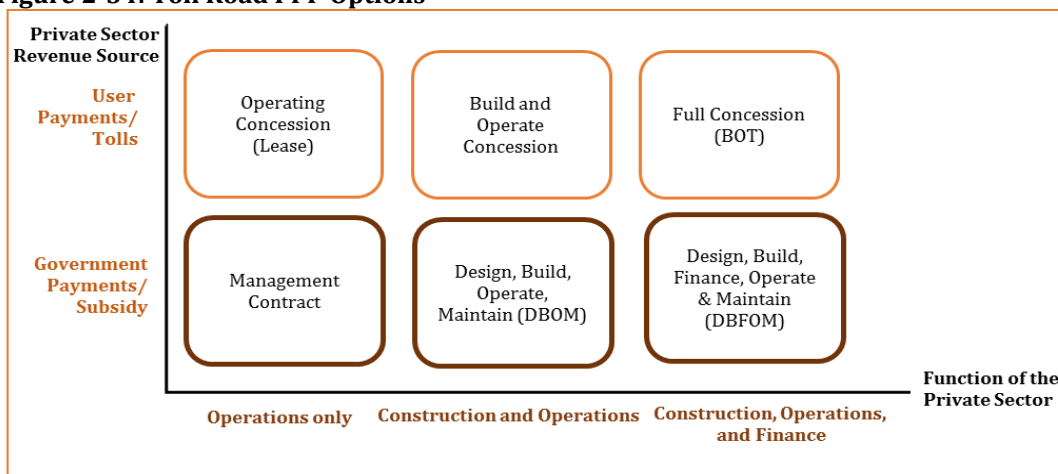 Private Sector
Revenue Source
User
Payments/
Tolls
Operating
Concession
(Lease)
Build and
Operate
Concession
Full Concession
(BOT)
Government
Payments/
Subsidy
Management
Contract
Design, Build,
Operate,
Maintain (DBOM)
Design, Build,
Finance, Operate
& Maintain
(DBFOM)
Function of the
Private Sector
Operations only
Construction and Operations
Construction, Operations,
and Finance